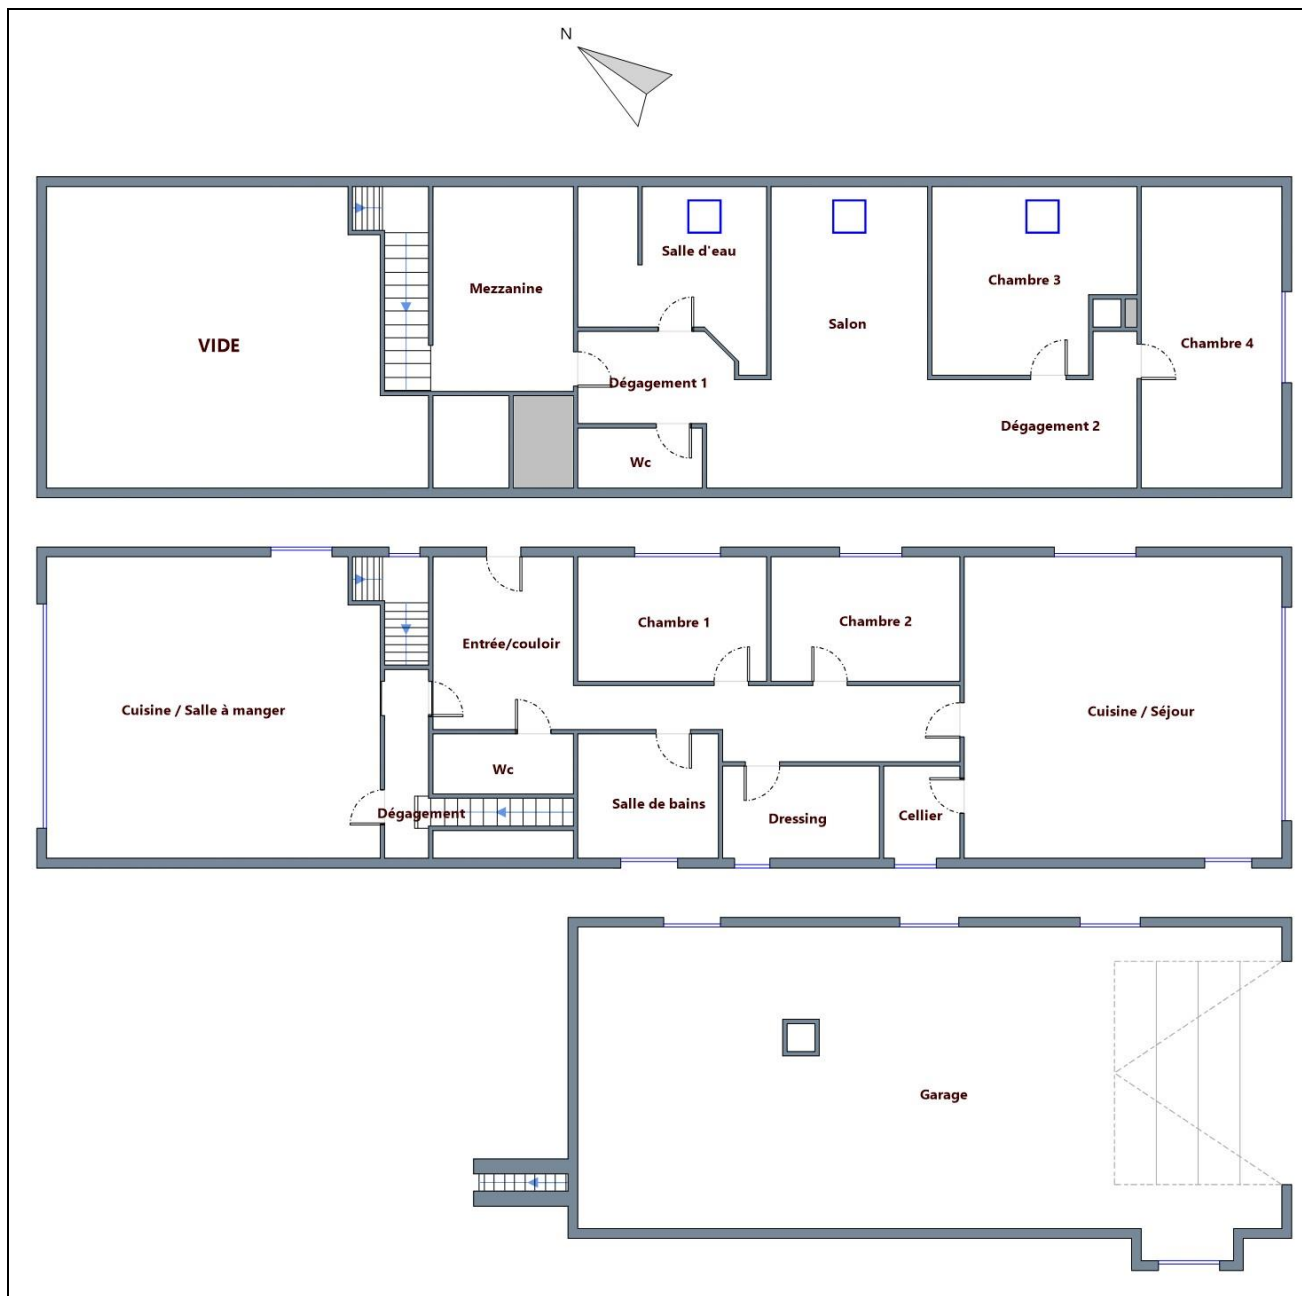 N
Salle d'eau
Chambre 3
Mezzanine
Salon
VIDE
Chambre 4
Dégagement 1
Dégagement 2
Wc
Chambre 1
Chambre 2
Entrée/couloir
Cuisine / Salle à manger
Cuisine / Séjour
Wc
Salle de bains
Dégagement
Dressing
Cellier
Garage